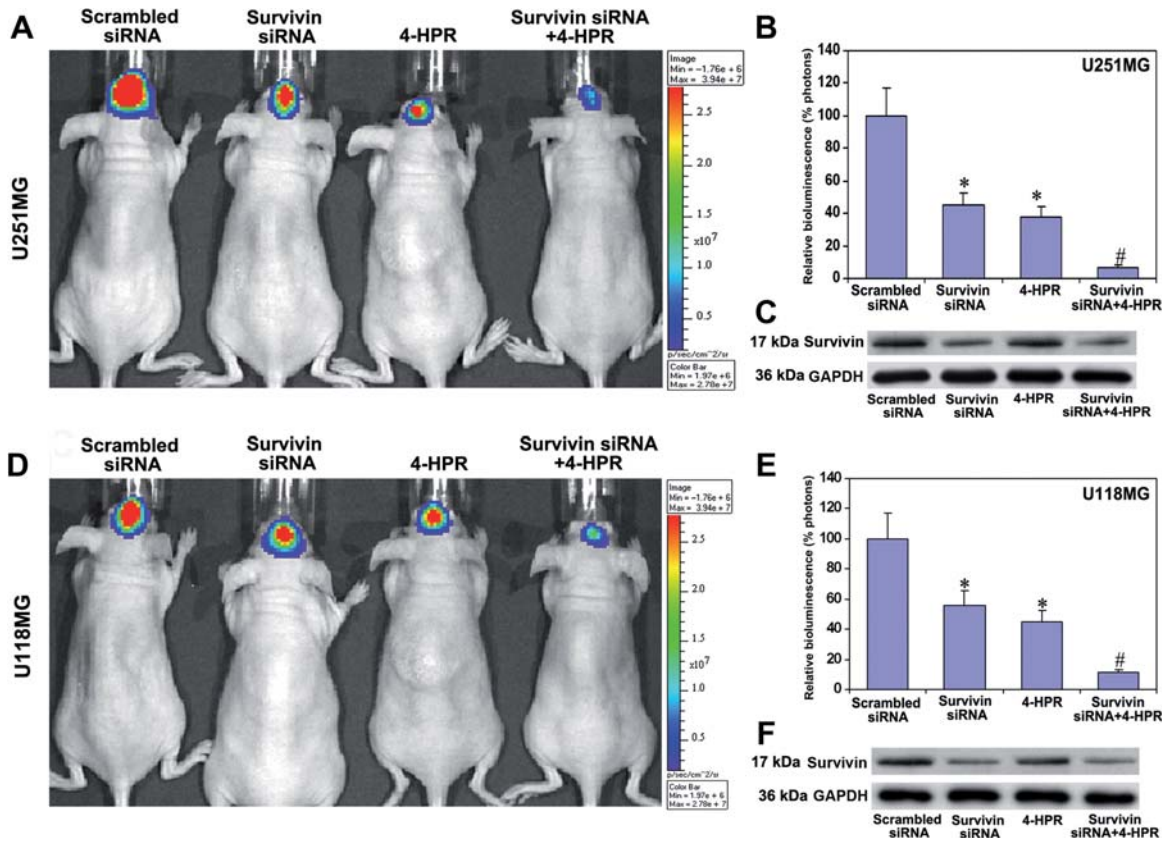 A
Scrambled
siRNA
Survivin
siRNA
4-HPR
Survivin siRNA
+4-HPR
U251MG
Image
Min = -1.76e + 6
Max = 3.94e + 7
2.5
2.0
1.5
x10^7
1.0
0.5
p/sec/cm^2/sr
Color Bar
Min = 1.97e + 6
Max = 2.78e + 7
B
U251MG
Relative bioluminescence (% photons)
140
120
100
80
60
40
20
0
*
*
#
Scrambled
siRNA
Survivin
siRNA
4-HPR
Survivin
siRNA+4-HPR
C
17 kDa Survivin
36 kDa GAPDH
Scrambled
siRNA
Survivin
siRNA
4-HPR
Survivin
siRNA+4-HPR
D
Scrambled
siRNA
Survivin
siRNA
4-HPR
Survivin siRNA
+4-HPR
U118MG
Image
Min = -1.76e + 6
Max = 3.94e + 7
2.5
2.0
1.5
x10^7
1.0
0.5
p/sec/cm^2/sr
Color Bar
Min = 1.97e + 6
Max = 2.78e + 7
E
U118MG
Relative bioluminescence (% photons)
140
120
100
80
60
40
20
0
*
*
#
Scrambled
siRNA
Survivin
siRNA
4-HPR
Survivin
siRNA+4-HPR
F
17 kDa Survivin
36 kDa GAPDH
Scrambled
siRNA
Survivin
siRNA
4-HPR
Survivin
siRNA+4-HPR